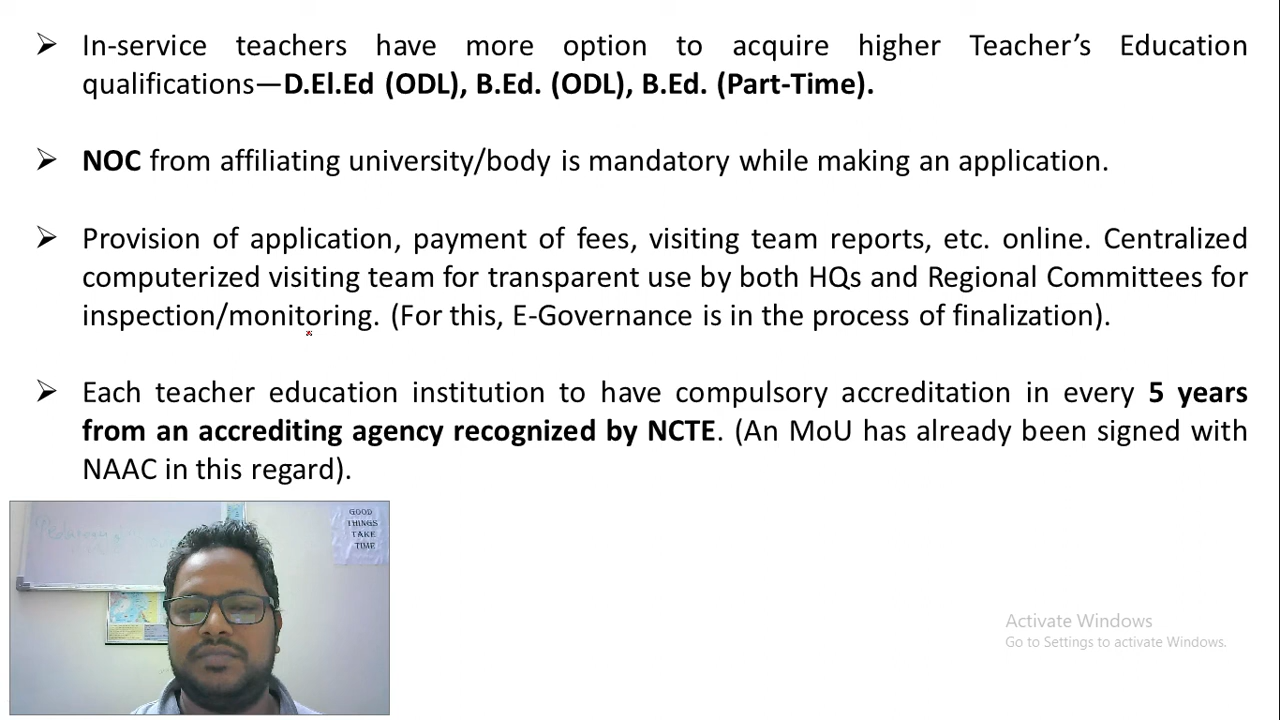 ➢ In-service teachers have more option to acquire higher Teacher’s Education
qualifications—D.El.Ed (ODL), B.Ed. (ODL), B.Ed. (Part-Time).
➢ NOC from affiliating university/body is mandatory while making an application.
➢ Provision of application, payment of fees, visiting team reports, etc. online. Centralized
computerized visiting team for transparent use by both HQs and Regional Committees for
inspection/monitoring. (For this, E-Governance is in the process of finalization).
➢ Each teacher education institution to have compulsory accreditation in every 5 years
from an accrediting agency recognized by NCTE. (An MoU has already been signed with
NAAC in this regard).
GOOD
THINGS
TAKE
TIME
Activate Windows
Go to Settings to activate Windows.